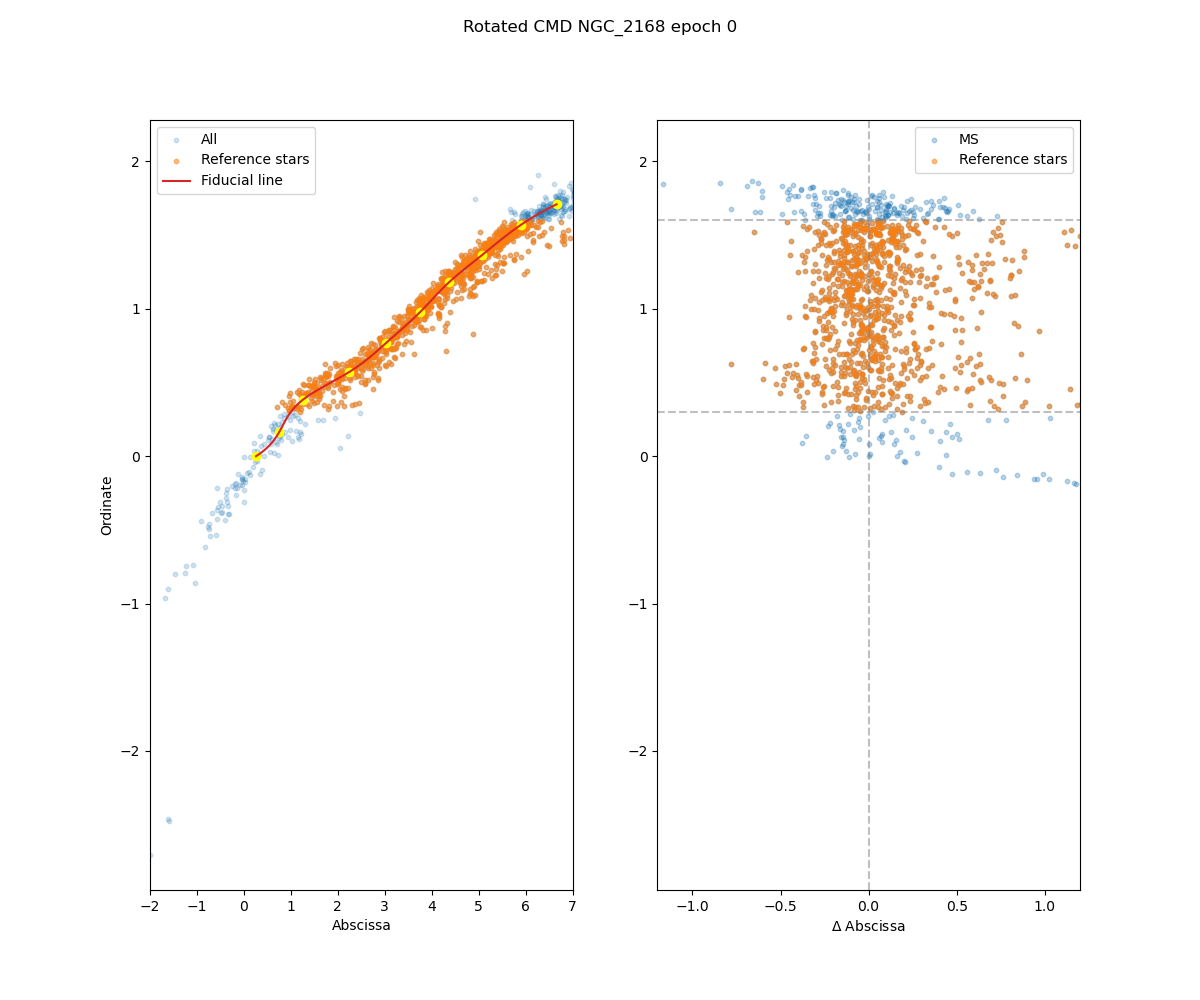 Rotated CMD NGC_2168 epoch 0
All
Reference stars
Fiducial line
2
1
0
−1
−2
Ordinate
−2 −1 0 1 2 3 4 5 6 7
Abscissa
MS
Reference stars
2
1
0
−1
−2
−1.0 −0.5 0.0 0.5 1.0
Δ Abscissa